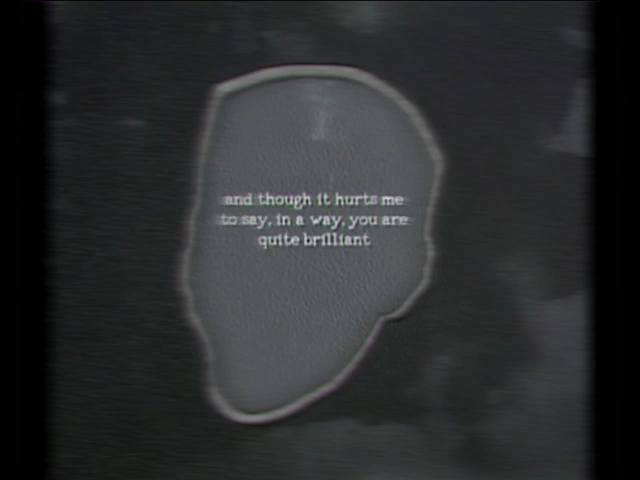 and though it hurts me
to say, in a way, you are
quite brilliant